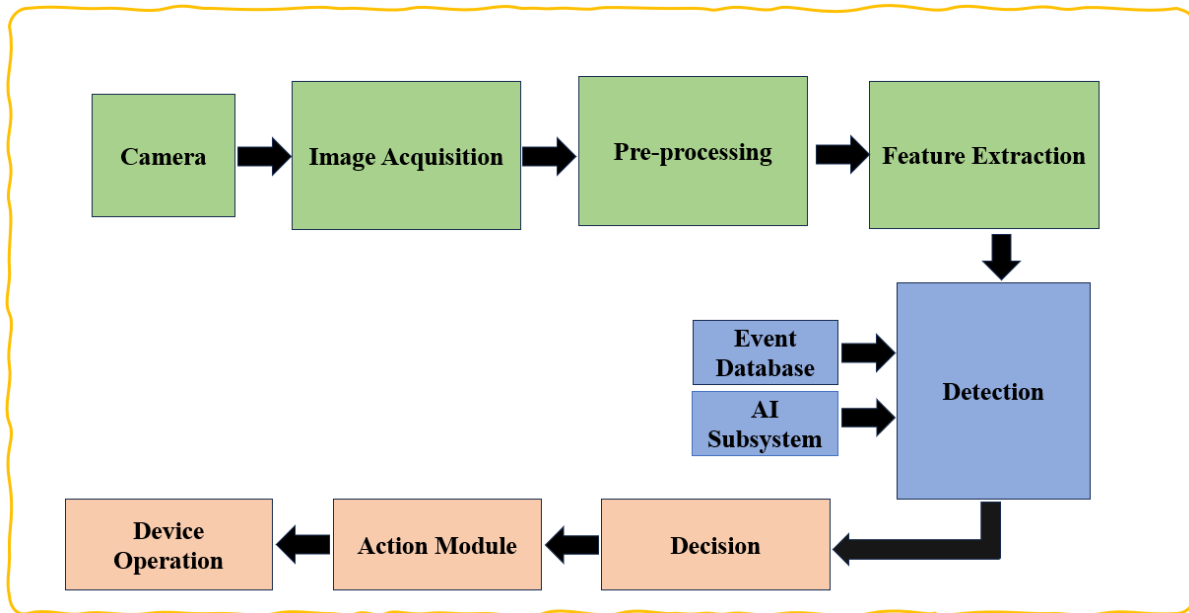 Camera
Image Acquisition
Pre-processing
Feature Extraction
Event
Database
AI
Subsystem
Detection
Device
Operation
Action Module
Decision